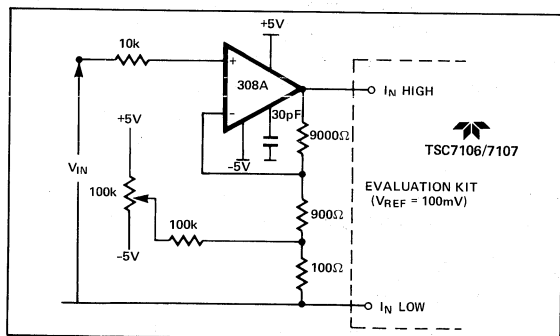 +5V
10k
+
308A
I_N HIGH
-
30pF
9000Ω
-5V
TSC7106/7107
+5V
V_IN
100k
EVALUATION KIT
(V_REF = 100mV)
900Ω
100k
-5V
100Ω
I_N LOW